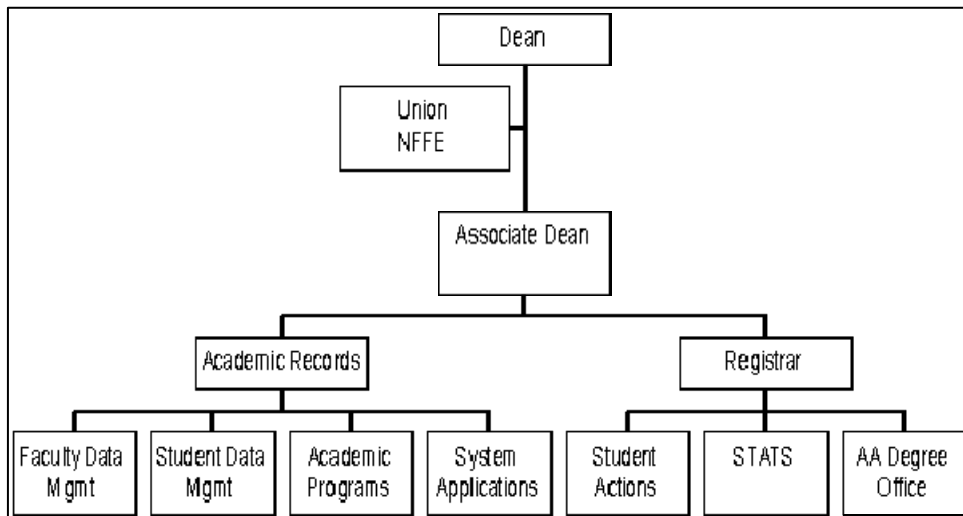 Dean
Union
NFFE
Associate Dean
Academic Records
Registrar
Faculty Data
Mgmt
Student Data
Mgmt
Academic
Programs
System
Applications
Student
Actions
STATS
AA Degree
Office